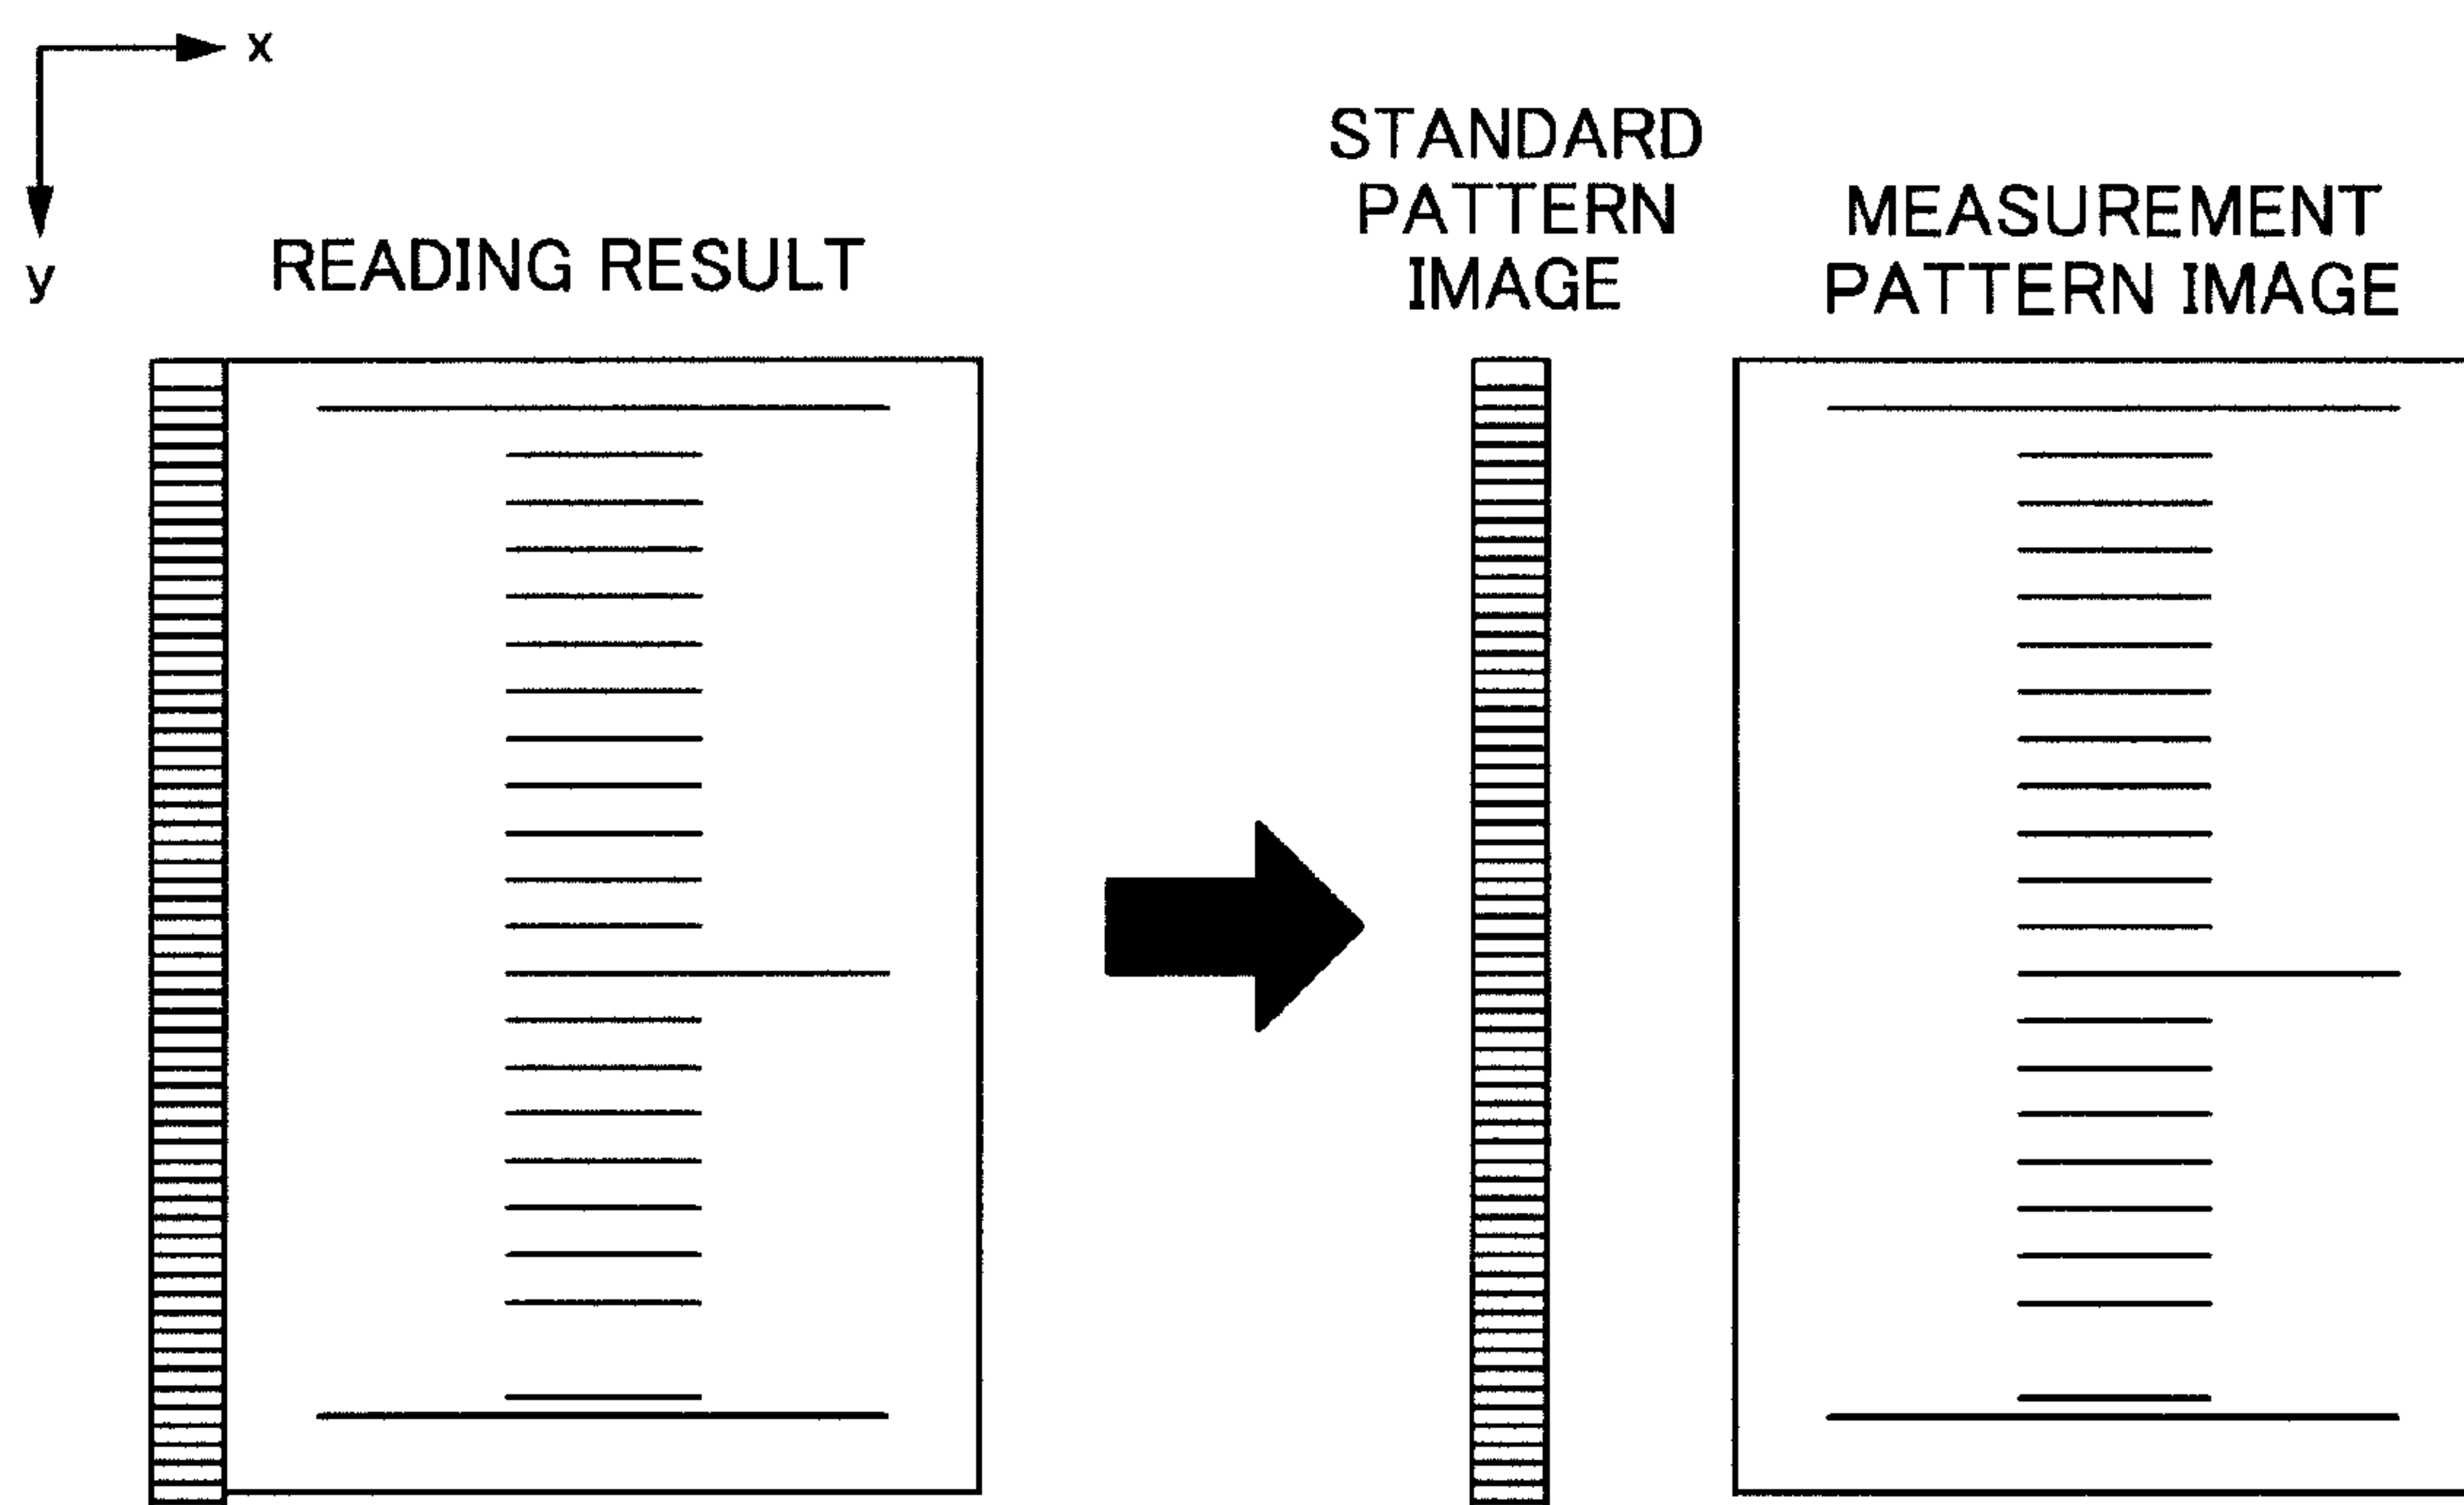 x
y
READING RESULT
STANDARD
PATTERN
IMAGE
MEASUREMENT
PATTERN IMAGE